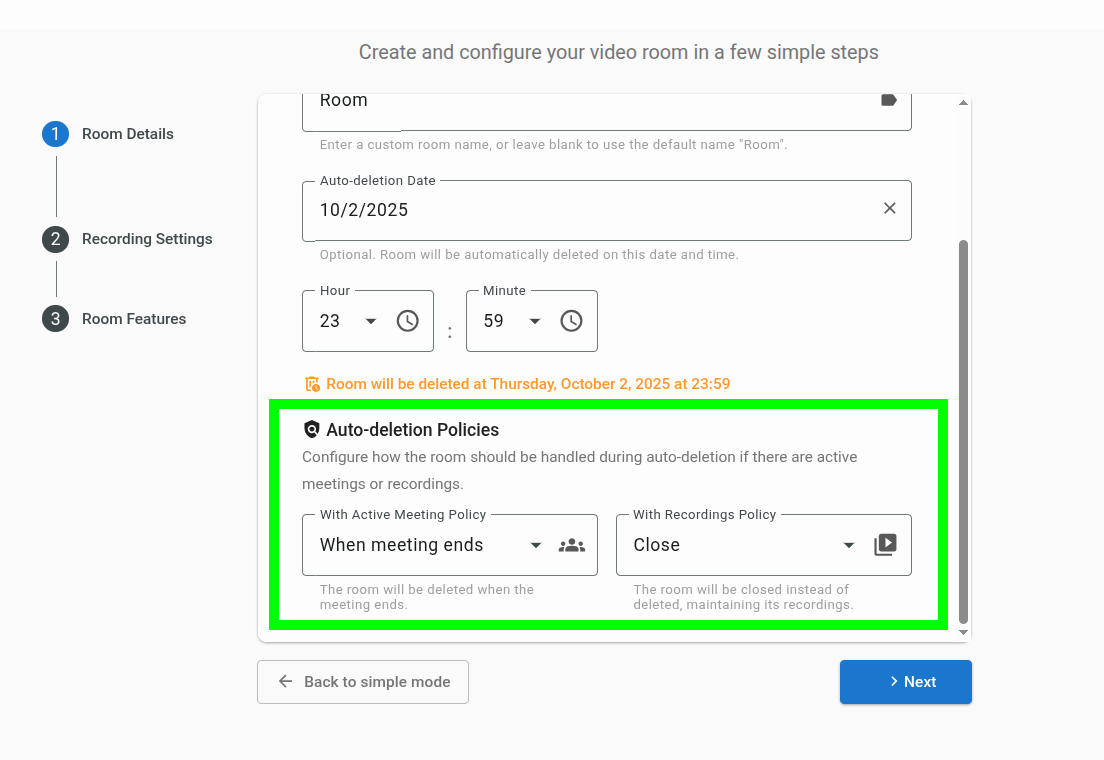 Create and configure your video room in a few simple steps
1 Room Details
2 Recording Settings
3 Room Features
Room
Enter a custom room name, or leave blank to use the default name "Room".
Auto-deletion Date
10/2/2025
Optional. Room will be automatically deleted on this date and time.
Hour
23
:
Minute
59
Room will be deleted at Thursday, October 2, 2025 at 23:59
Auto-deletion Policies
Configure how the room should be handled during auto-deletion if there are active
meetings or recordings.
With Active Meeting Policy
When meeting ends
The room will be deleted when the
meeting ends.
With Recordings Policy
Close
The room will be closed instead of
deleted, maintaining its recordings.
Back to simple mode
Next